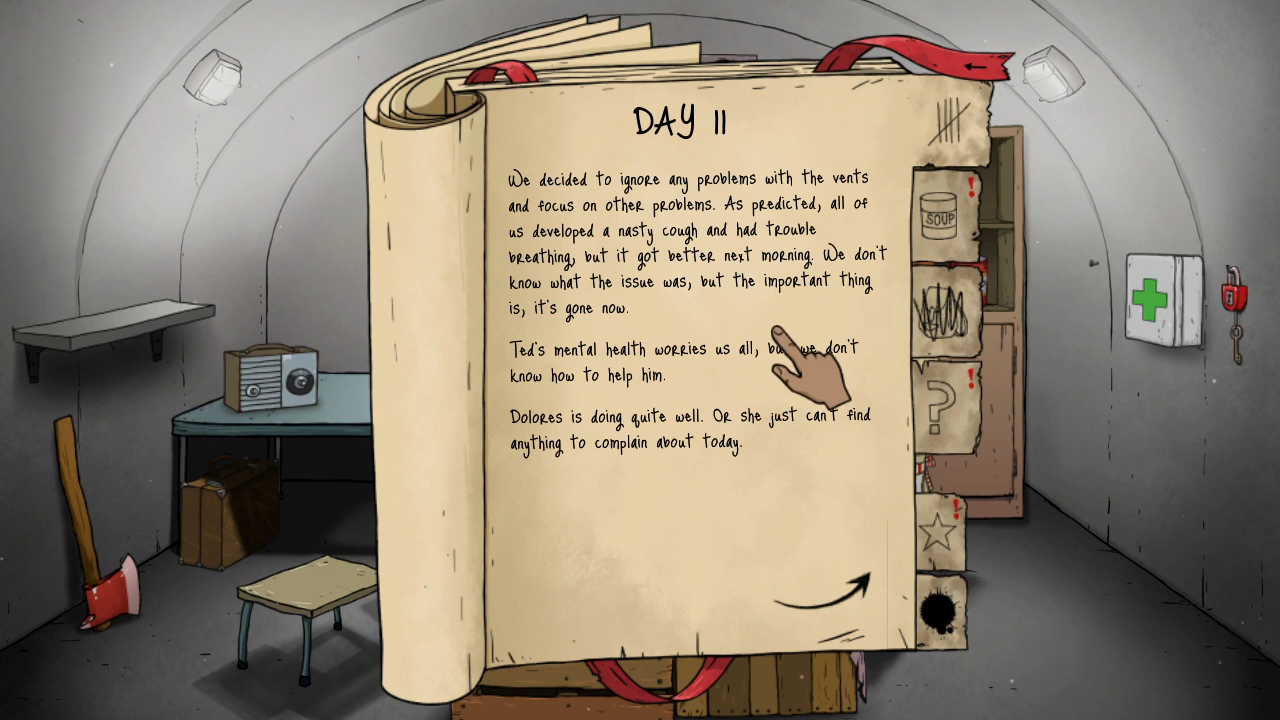 DAY 11
We decided to ignore any problems with the vents
and focus on other problems. As predicted, all of
us developed a nasty cough and had trouble
breathing, but it got better next morning. We don't
know what the issue was, but the important thing
is, it's gone now.
Ted's mental health worries us all, but we don't
know how to help him.
Dolores is doing quite well. Or she just can't find
anything to complain about today.
SOUP